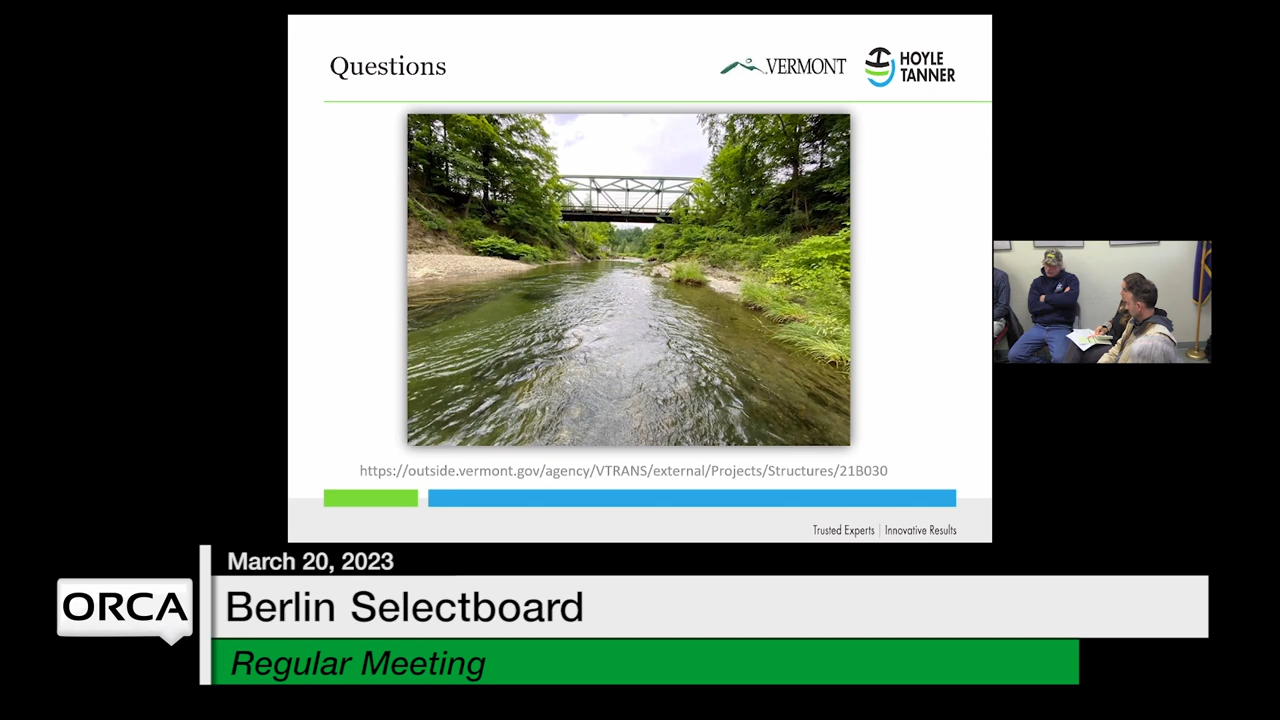 Questions
VERMONT
HOYLE
TANNER
https://outside.vermont.gov/agency/VTRANS/external/Projects/Structures/21B030
Trusted Experts | Innovative Results
March 20, 2023
ORCA
Berlin Selectboard
Regular Meeting